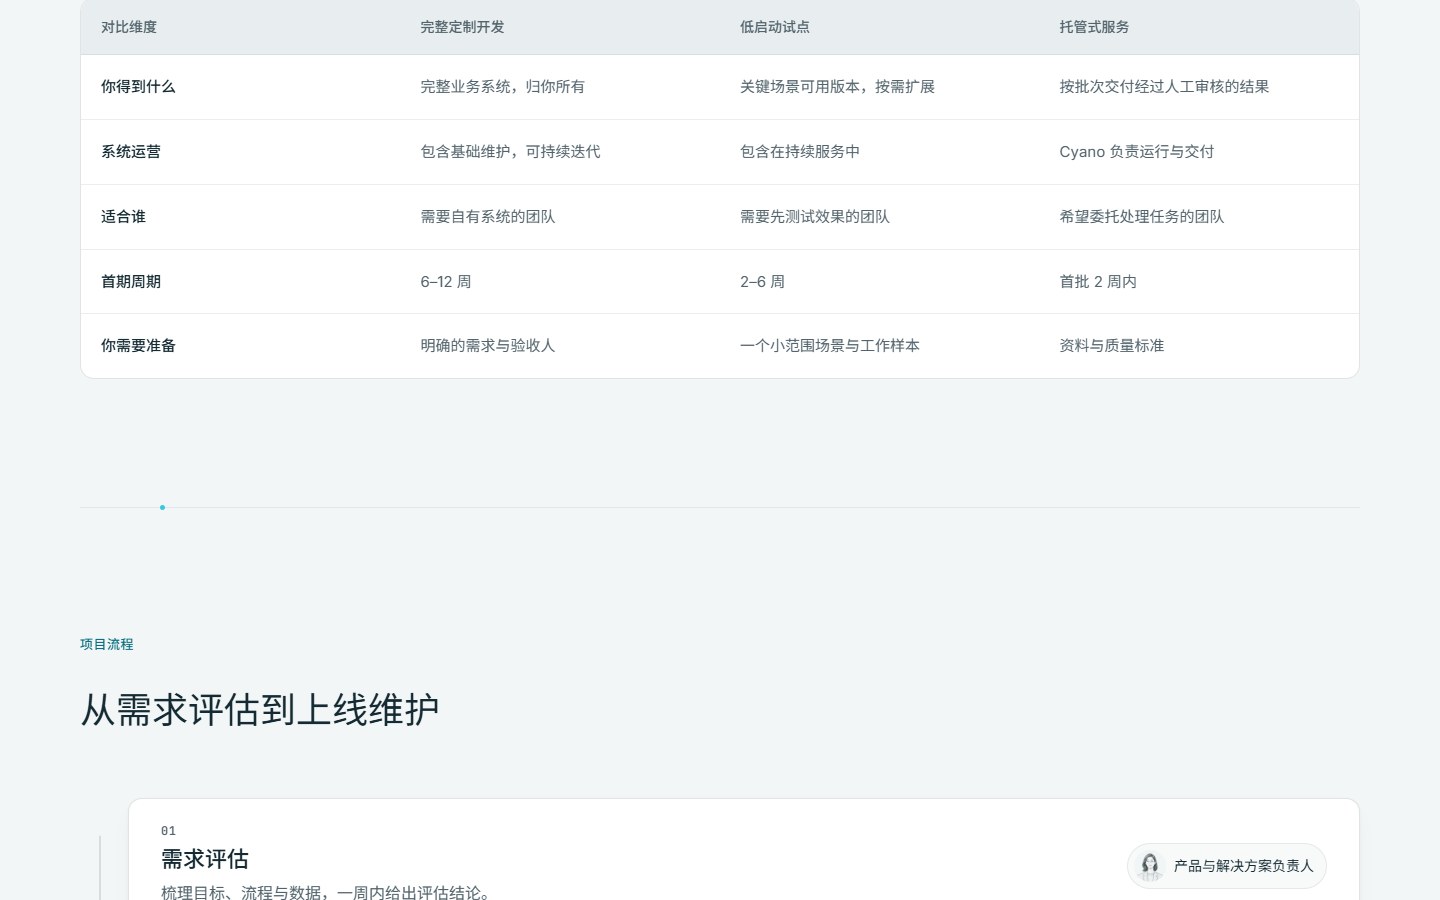 对比维度 完整定制开发 低启动试点 托管式服务
你得到什么 完整业务系统，归你所有 关键场景可用版本，按需扩展 按批次交付经过人工审核的结果
系统运营 包含基础维护，可持续迭代 包含在持续服务中 Cyano 负责运行与交付
适合谁 需要自有系统的团队 需要先测试效果的团队 希望委托处理任务的团队
首期周期 6–12 周 2–6 周 首批 2 周内
你需要准备 明确的需求与验收人 一个小范围场景与工作样本 资料与质量标准
项目流程
从需求评估到上线维护
01
需求评估
产品与解决方案负责人
梳理目标、流程与数据，一周内给出评估结论。